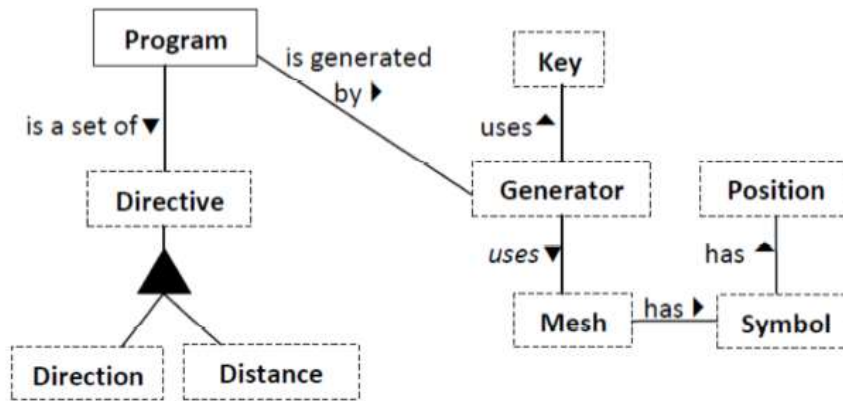 Program
is generated
by
Key
is a set of
uses
Directive
Generator
Position
uses
has
Mesh
has
Symbol
Direction
Distance